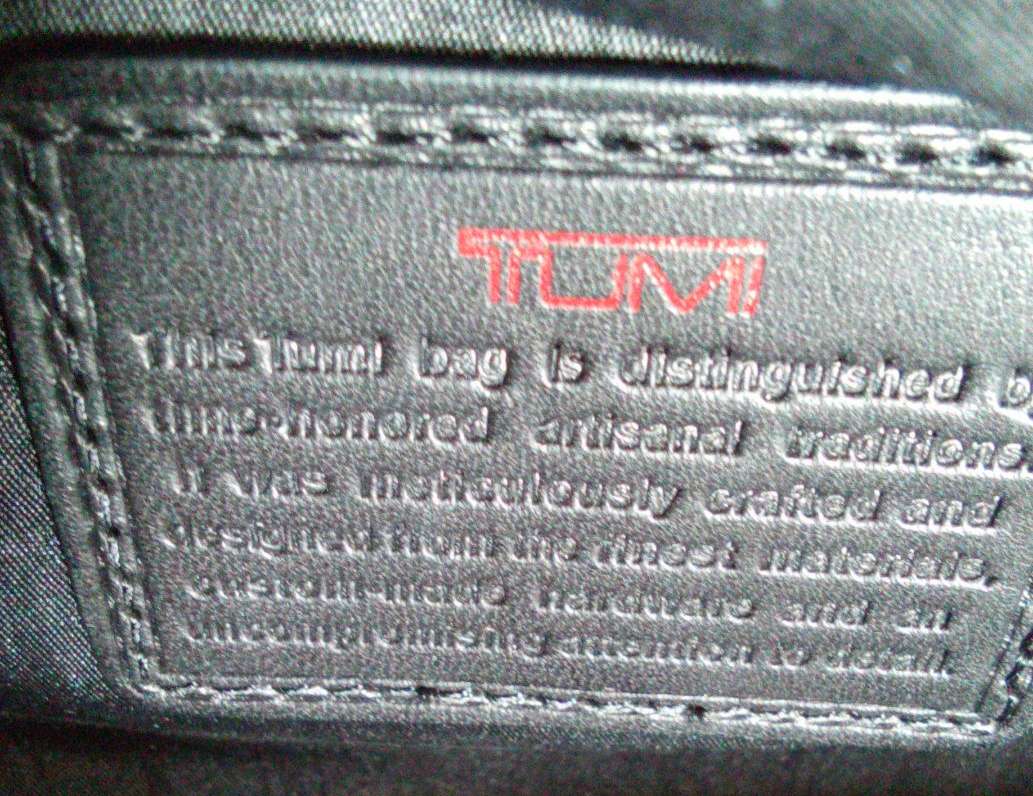 TUMI
This Tumi bag is distinguished b
time-honored artisanal traditions.
It was meticulously crafted and
designed from the finest materials,
custom-made hardware and an
uncompromising attention to detail.